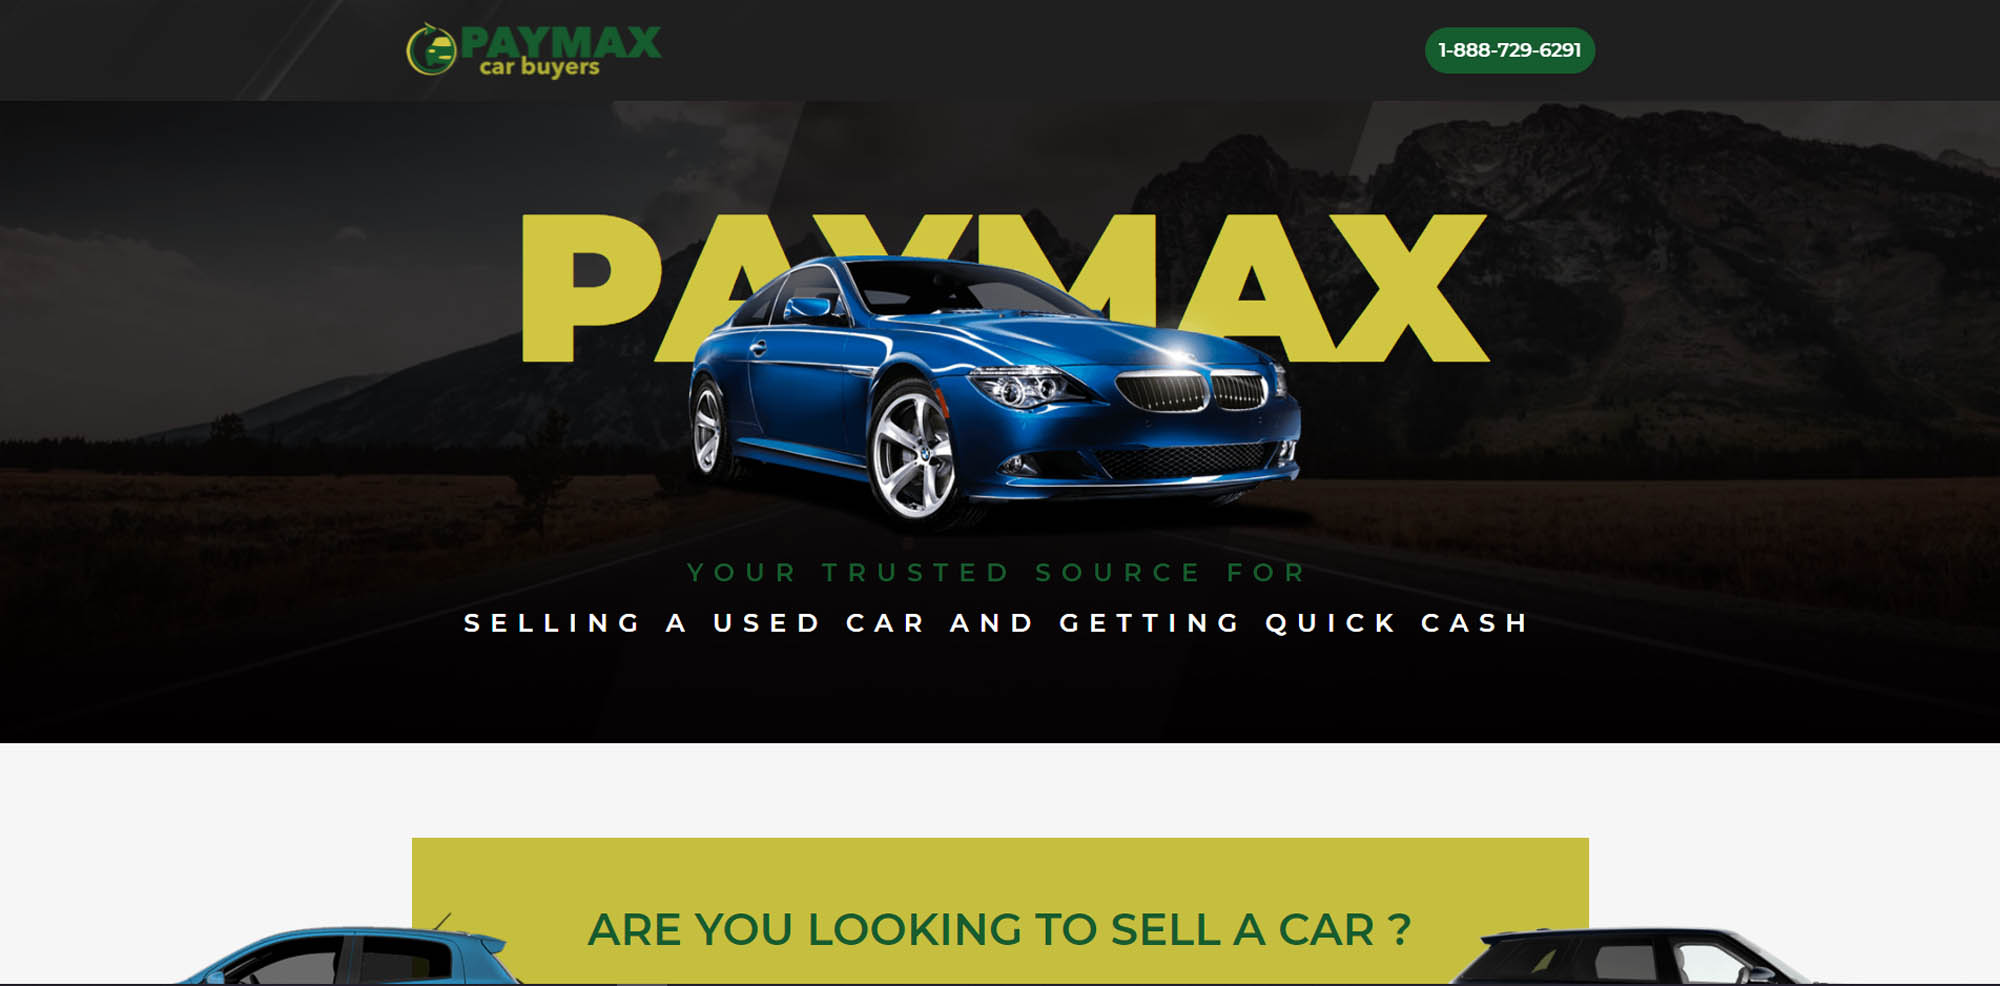 PAYMAX
car buyers
1-888-729-6291
PAYMAX
YOUR TRUSTED SOURCE FOR
SELLING A USED CAR AND GETTING QUICK CASH
ARE YOU LOOKING TO SELL A CAR ?